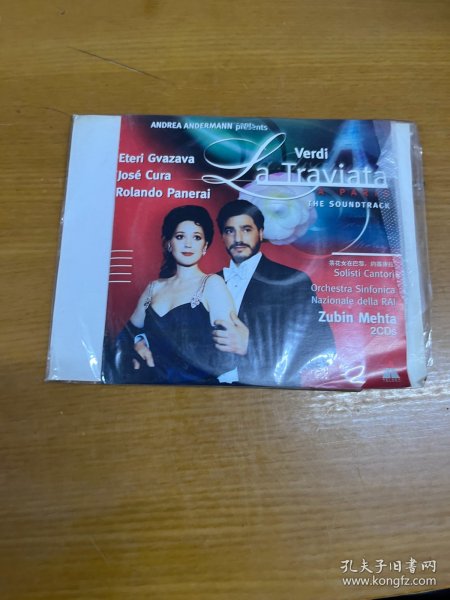 ANDREA ANDERMANN presents
Verdi
La Traviata
A PARIS
THE SOUNDTRACK
Eteri Gvazava
José Cura
Rolando Panerai
Solisti Cantori
Orchestra Sinfonica
Nazionale della RAI
Zubin Mehta
2CDs
孔夫子旧书网
www.kongfz.com